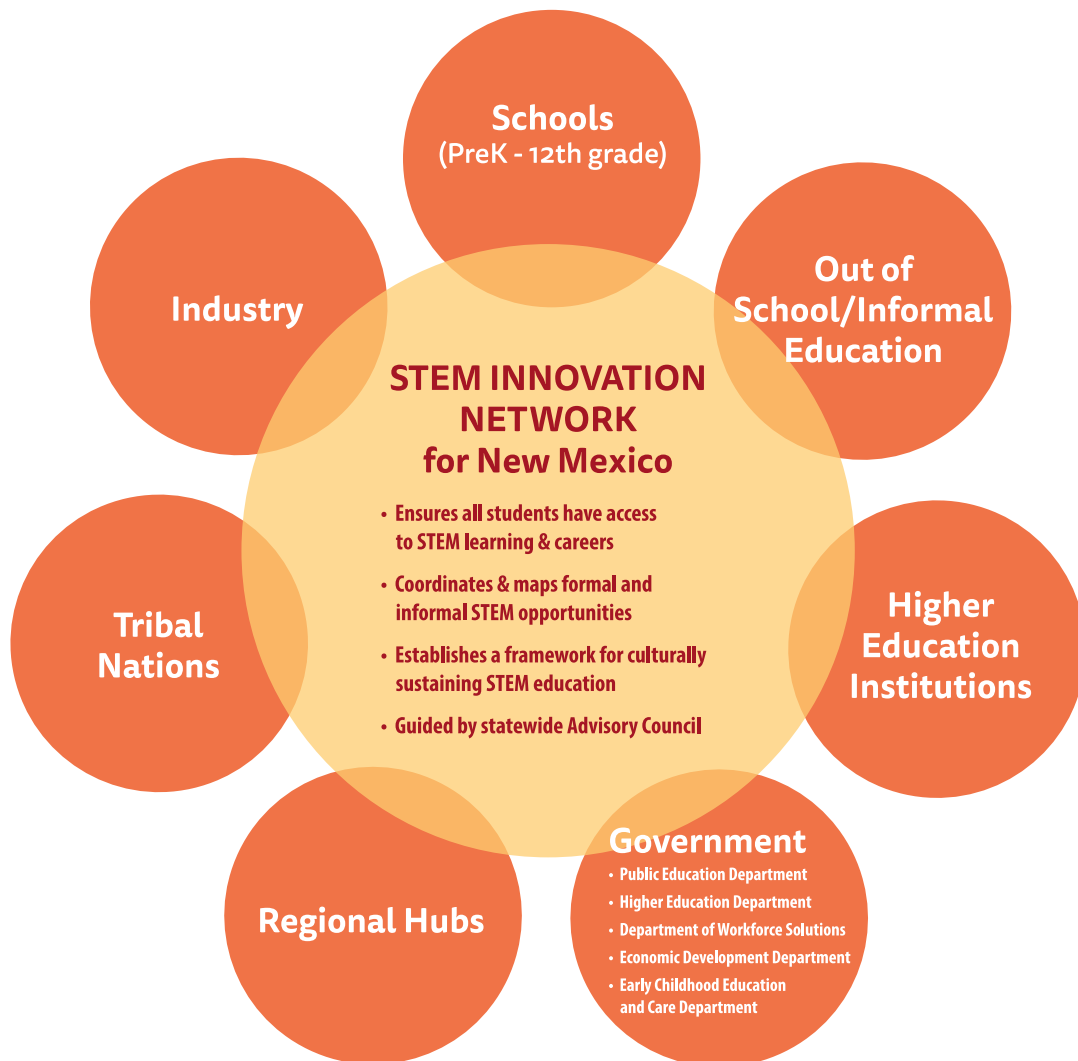 Schools
(PreK - 12th grade)
Out of
School/Informal
Education
Industry
STEM INNOVATION
NETWORK
for New Mexico
• Ensures all students have access
to STEM learning & careers
• Coordinates & maps formal and
informal STEM opportunities
• Establishes a framework for culturally
sustaining STEM education
• Guided by statewide Advisory Council
Higher
Education
Institutions
Tribal
Nations
Government
• Public Education Department
• Higher Education Department
• Department of Workforce Solutions
• Economic Development Department
• Early Childhood Education
and Care Department
Regional Hubs